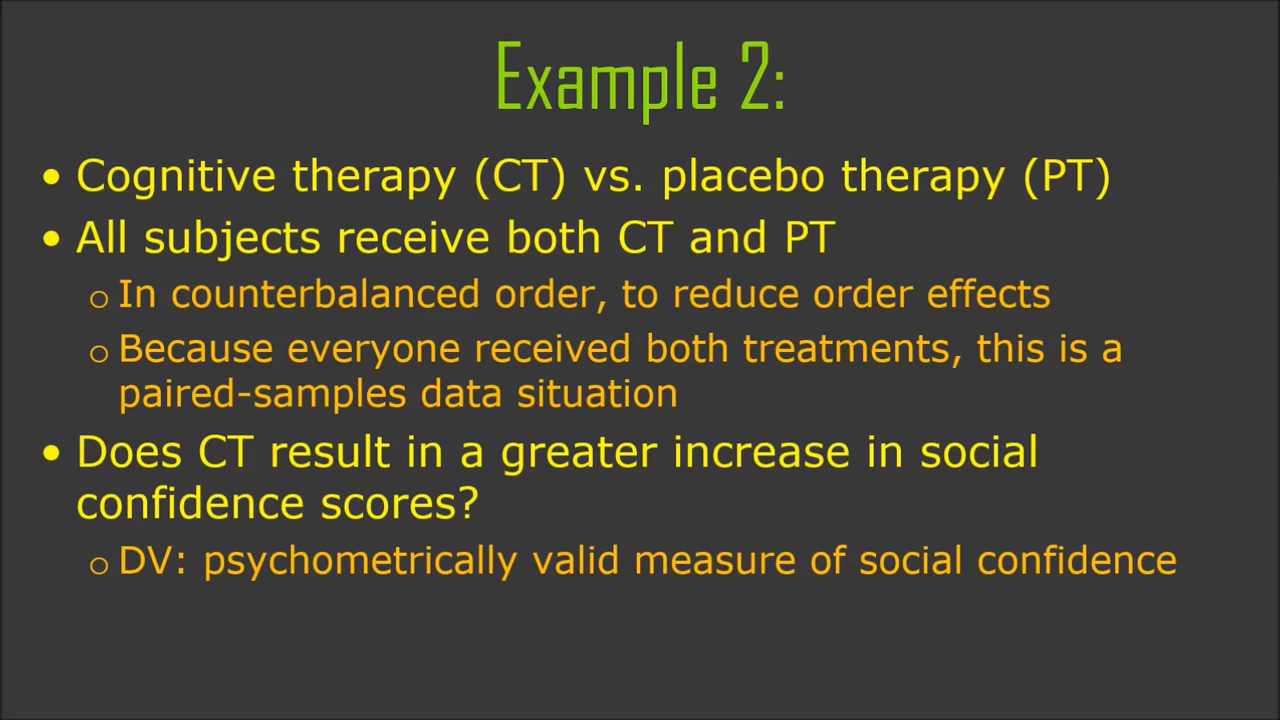 Example 2:
• Cognitive therapy (CT) vs. placebo therapy (PT)
• All subjects receive both CT and PT
o In counterbalanced order, to reduce order effects
o Because everyone received both treatments, this is a
paired-samples data situation
• Does CT result in a greater increase in social
confidence scores?
o DV: psychometrically valid measure of social confidence